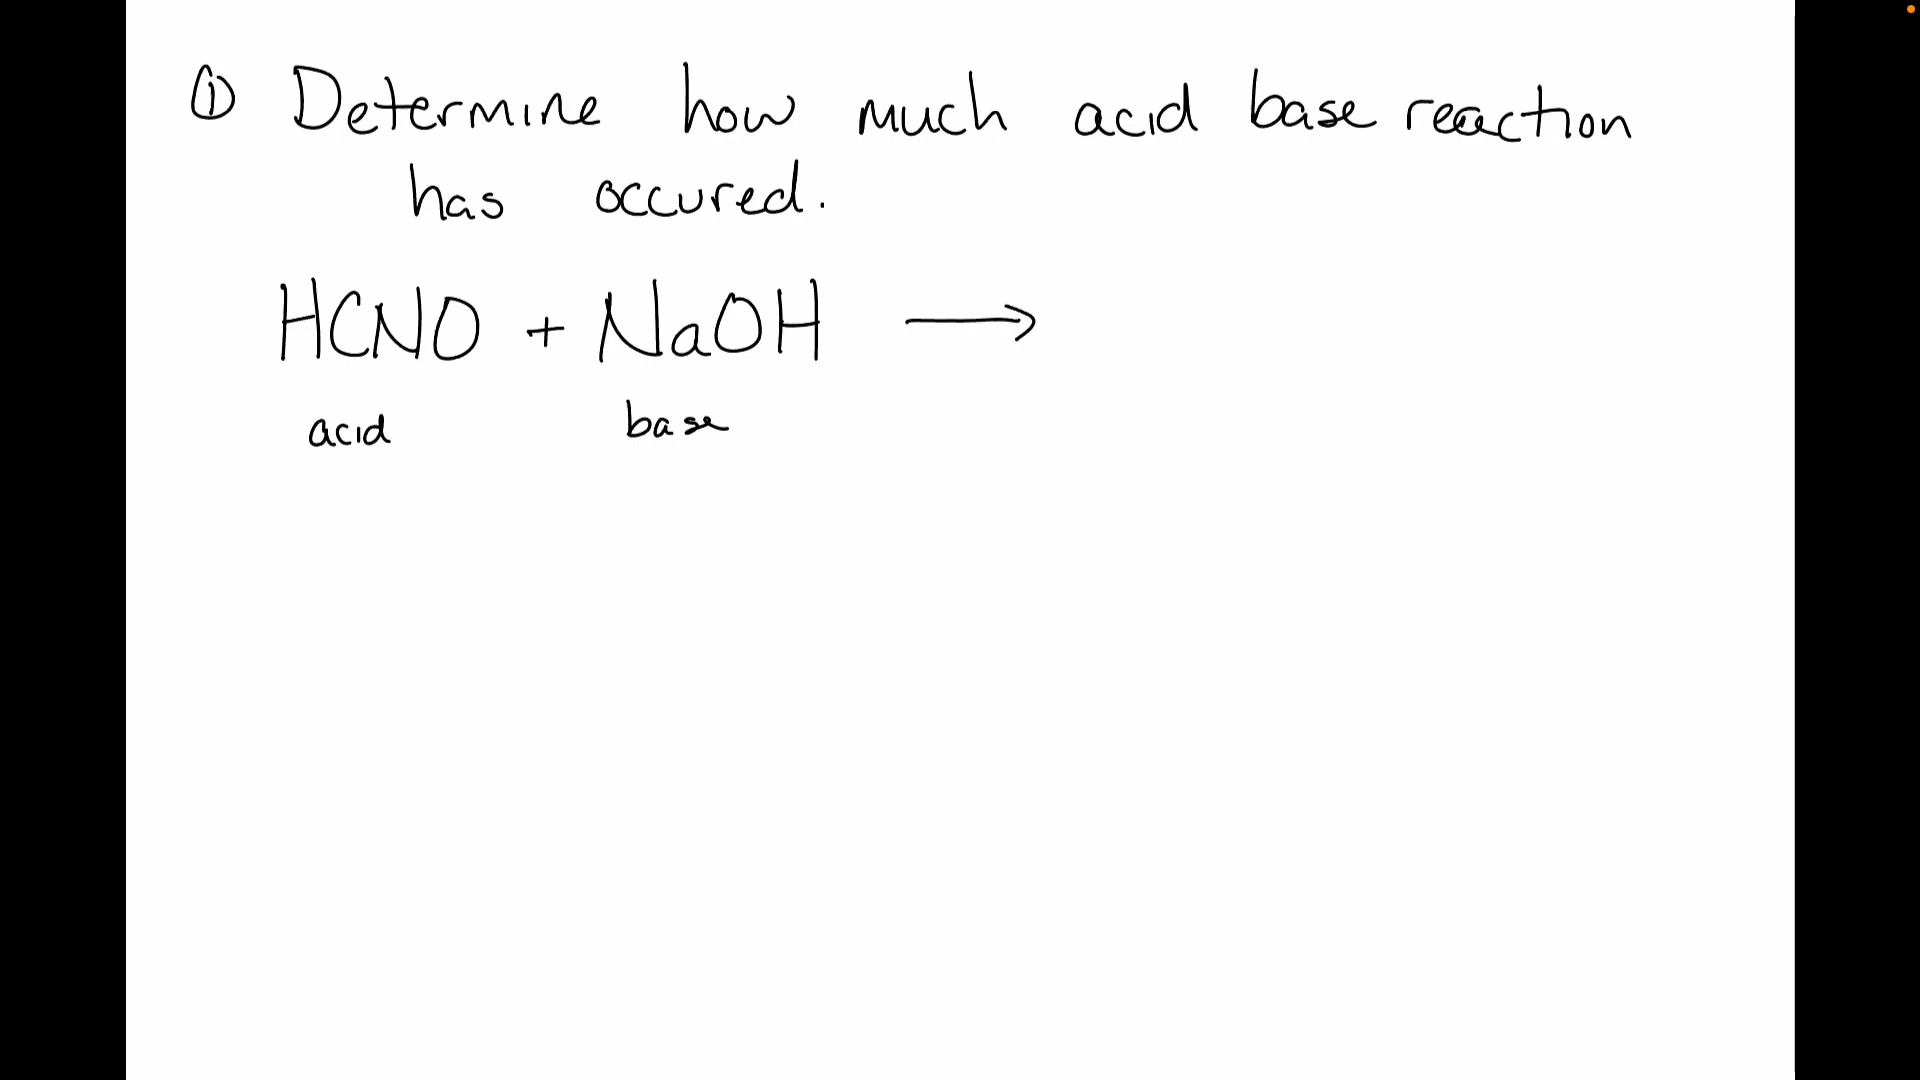 ① Determine how much acid base reaction
has occured.
HCNO + NaOH ⟶
acid base